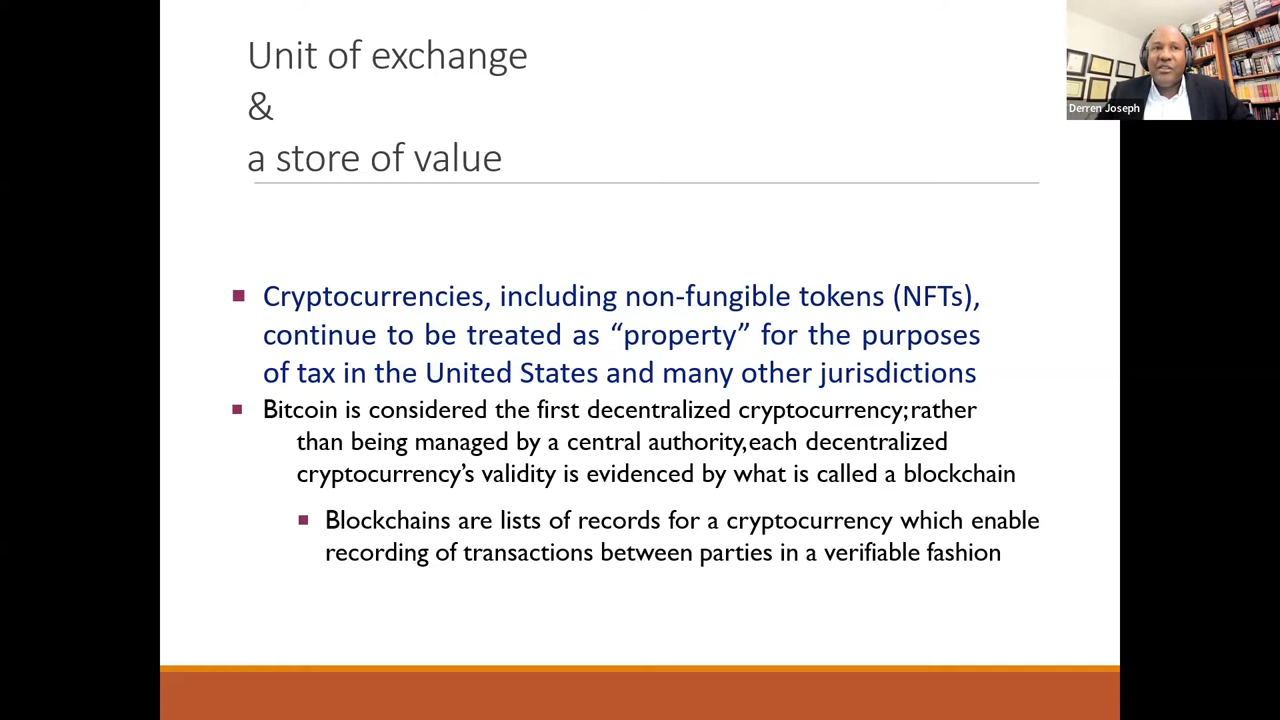 Unit of exchange
&
a store of value
Derren Joseph
Cryptocurrencies, including non-fungible tokens (NFTs),
continue to be treated as “property” for the purposes
of tax in the United States and many other jurisdictions
Bitcoin is considered the first decentralized cryptocurrency; rather
than being managed by a central authority, each decentralized
cryptocurrency’s validity is evidenced by what is called a blockchain
Blockchains are lists of records for a cryptocurrency which enable
recording of transactions between parties in a verifiable fashion